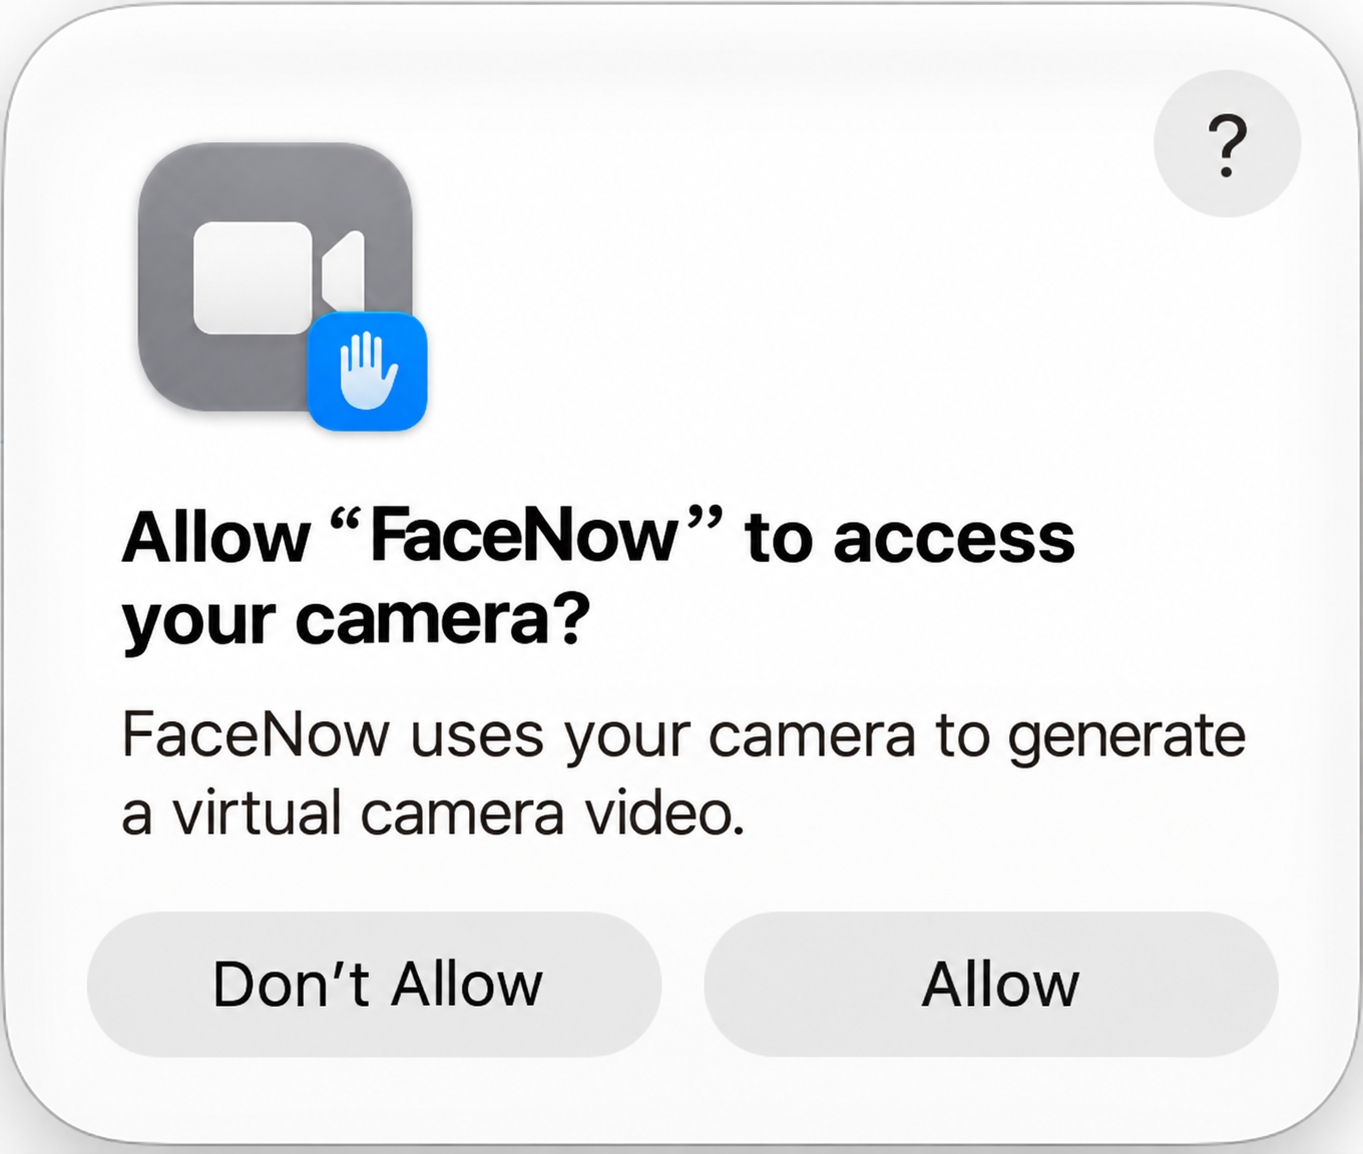 ?
Allow “FaceNow” to access
your camera?
FaceNow uses your camera to generate
a virtual camera video.
Don’t Allow
Allow